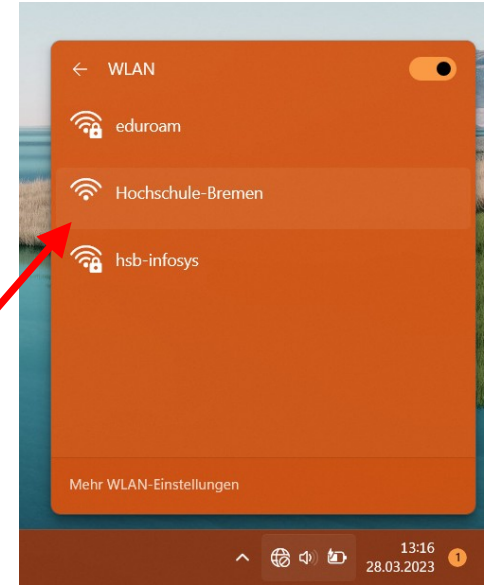 WLAN
eduroam
Hochschule-Bremen
hsb-infosys
Mehr WLAN-Einstellungen
13:16
28.03.2023
1